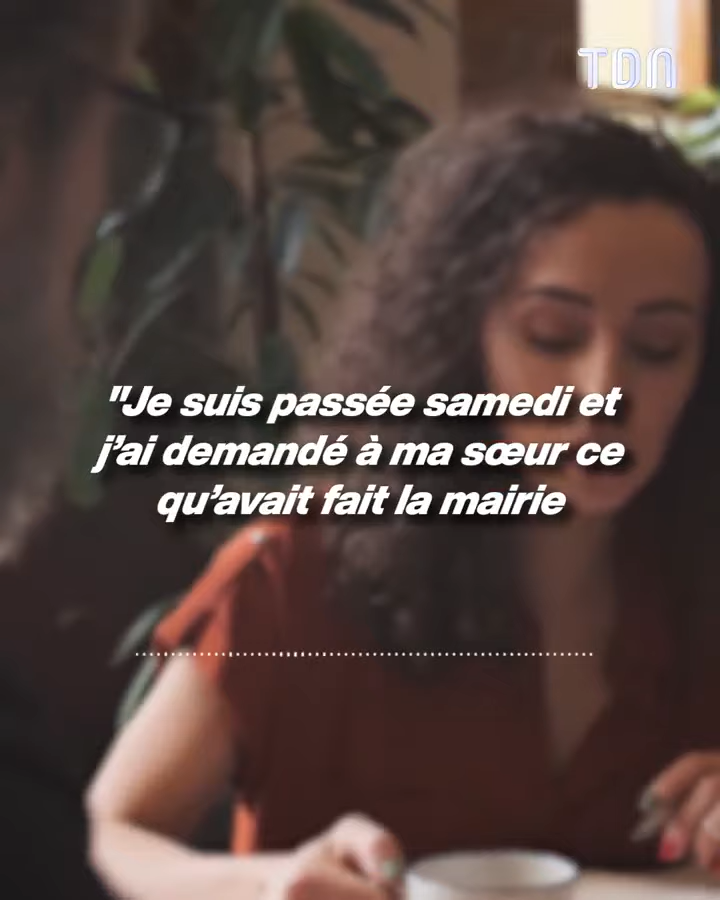 TDN
"Je suis passée samedi et
j’ai demandé à ma sœur ce
qu’avait fait la mairie